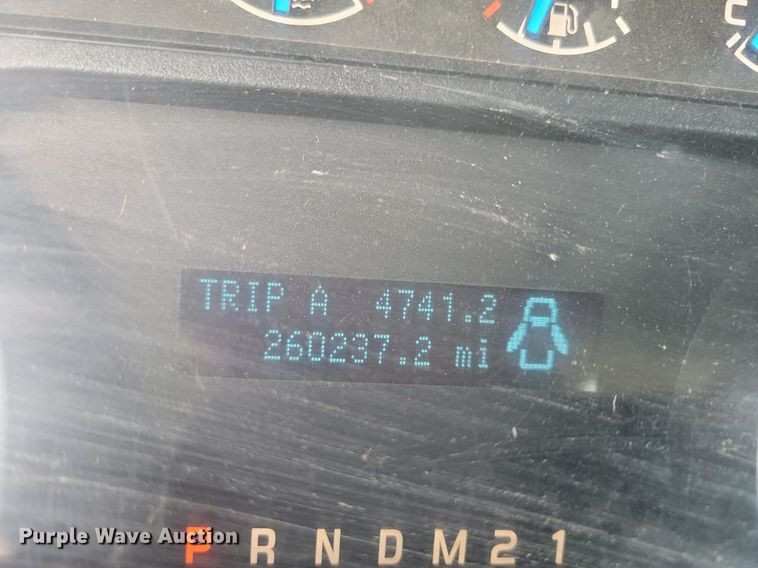 TRIP A 4741.2
260237.2 mi
P R N D M 2 1
Purple Wave Auction